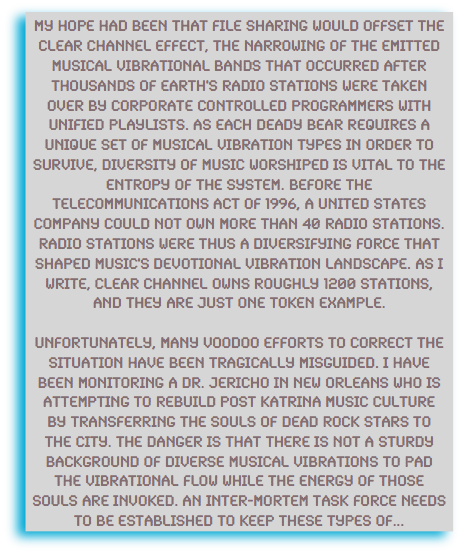 MY HOPE HAD BEEN THAT FILE SHARING WOULD OFFSET THE
CLEAR CHANNEL EFFECT, THE NARROWING OF THE EMITTED
MUSICAL VIBRATIONAL BANDS THAT OCCURRED AFTER
THOUSANDS OF EARTH'S RADIO STATIONS WERE TAKEN
OVER BY CORPORATE CONTROLLED PROGRAMMERS WITH
UNIFIED PLAYLISTS. AS EACH DEADY BEAR REQUIRES A
UNIQUE SET OF MUSICAL VIBRATION TYPES IN ORDER TO
SURVIVE, DIVERSITY OF MUSIC WORSHIPED IS VITAL TO THE
ENTROPY OF THE SYSTEM. BEFORE THE
TELECOMMUNICATIONS ACT OF 1996, A UNITED STATES
COMPANY COULD NOT OWN MORE THAN 40 RADIO STATIONS.
RADIO STATIONS WERE THUS A DIVERSIFYING FORCE THAT
SHAPED MUSIC'S DEVOTIONAL VIBRATION LANDSCAPE. AS I
WRITE, CLEAR CHANNEL OWNS ROUGHLY 1200 STATIONS,
AND THEY ARE JUST ONE TOKEN EXAMPLE.

UNFORTUNATELY, MANY VOODOO EFFORTS TO CORRECT THE
SITUATION HAVE BEEN TRAGICALLY MISGUIDED. I HAVE
BEEN MONITORING A DR. JERICHO IN NEW ORLEANS WHO IS
ATTEMPTING TO REBUILD POST KATRINA MUSIC CULTURE
BY TRANSFERRING THE SOULS OF DEAD ROCK STARS TO
THE CITY. THE DANGER IS THAT THERE IS NOT A STURDY
BACKGROUND OF DIVERSE MUSICAL VIBRATIONS TO PAD
THE VIBRATIONAL FLOW WHILE THE ENERGY OF THOSE
SOULS ARE INVOKED. AN INTER-MORTEM TASK FORCE NEEDS
TO BE ESTABLISHED TO KEEP THESE TYPES OF...